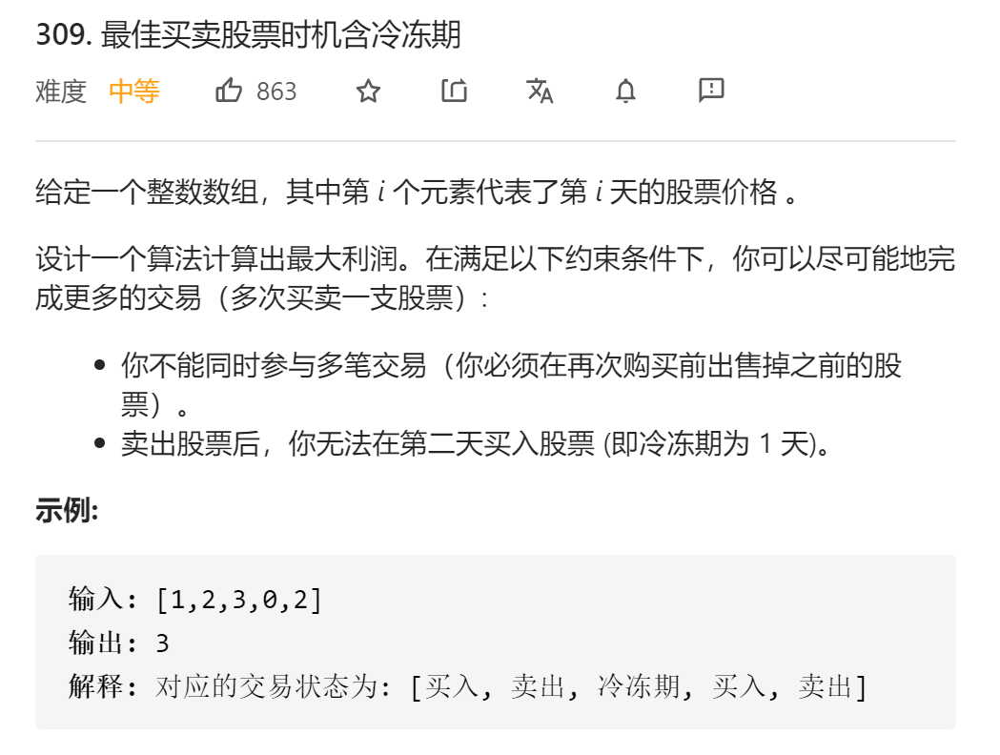 309. 最佳买卖股票时机含冷冻期
难度 中等 863
给定一个整数数组，其中第 i 个元素代表了第 i 天的股票价格 。
设计一个算法计算出最大利润。在满足以下约束条件下，你可以尽可能地完
成更多的交易（多次买卖一支股票）:
你不能同时参与多笔交易（你必须在再次购买前出售掉之前的股
票）。
卖出股票后，你无法在第二天买入股票 (即冷冻期为 1 天)。
示例:
输入: [1,2,3,0,2]
输出: 3
解释: 对应的交易状态为: [买入, 卖出, 冷冻期, 买入, 卖出]